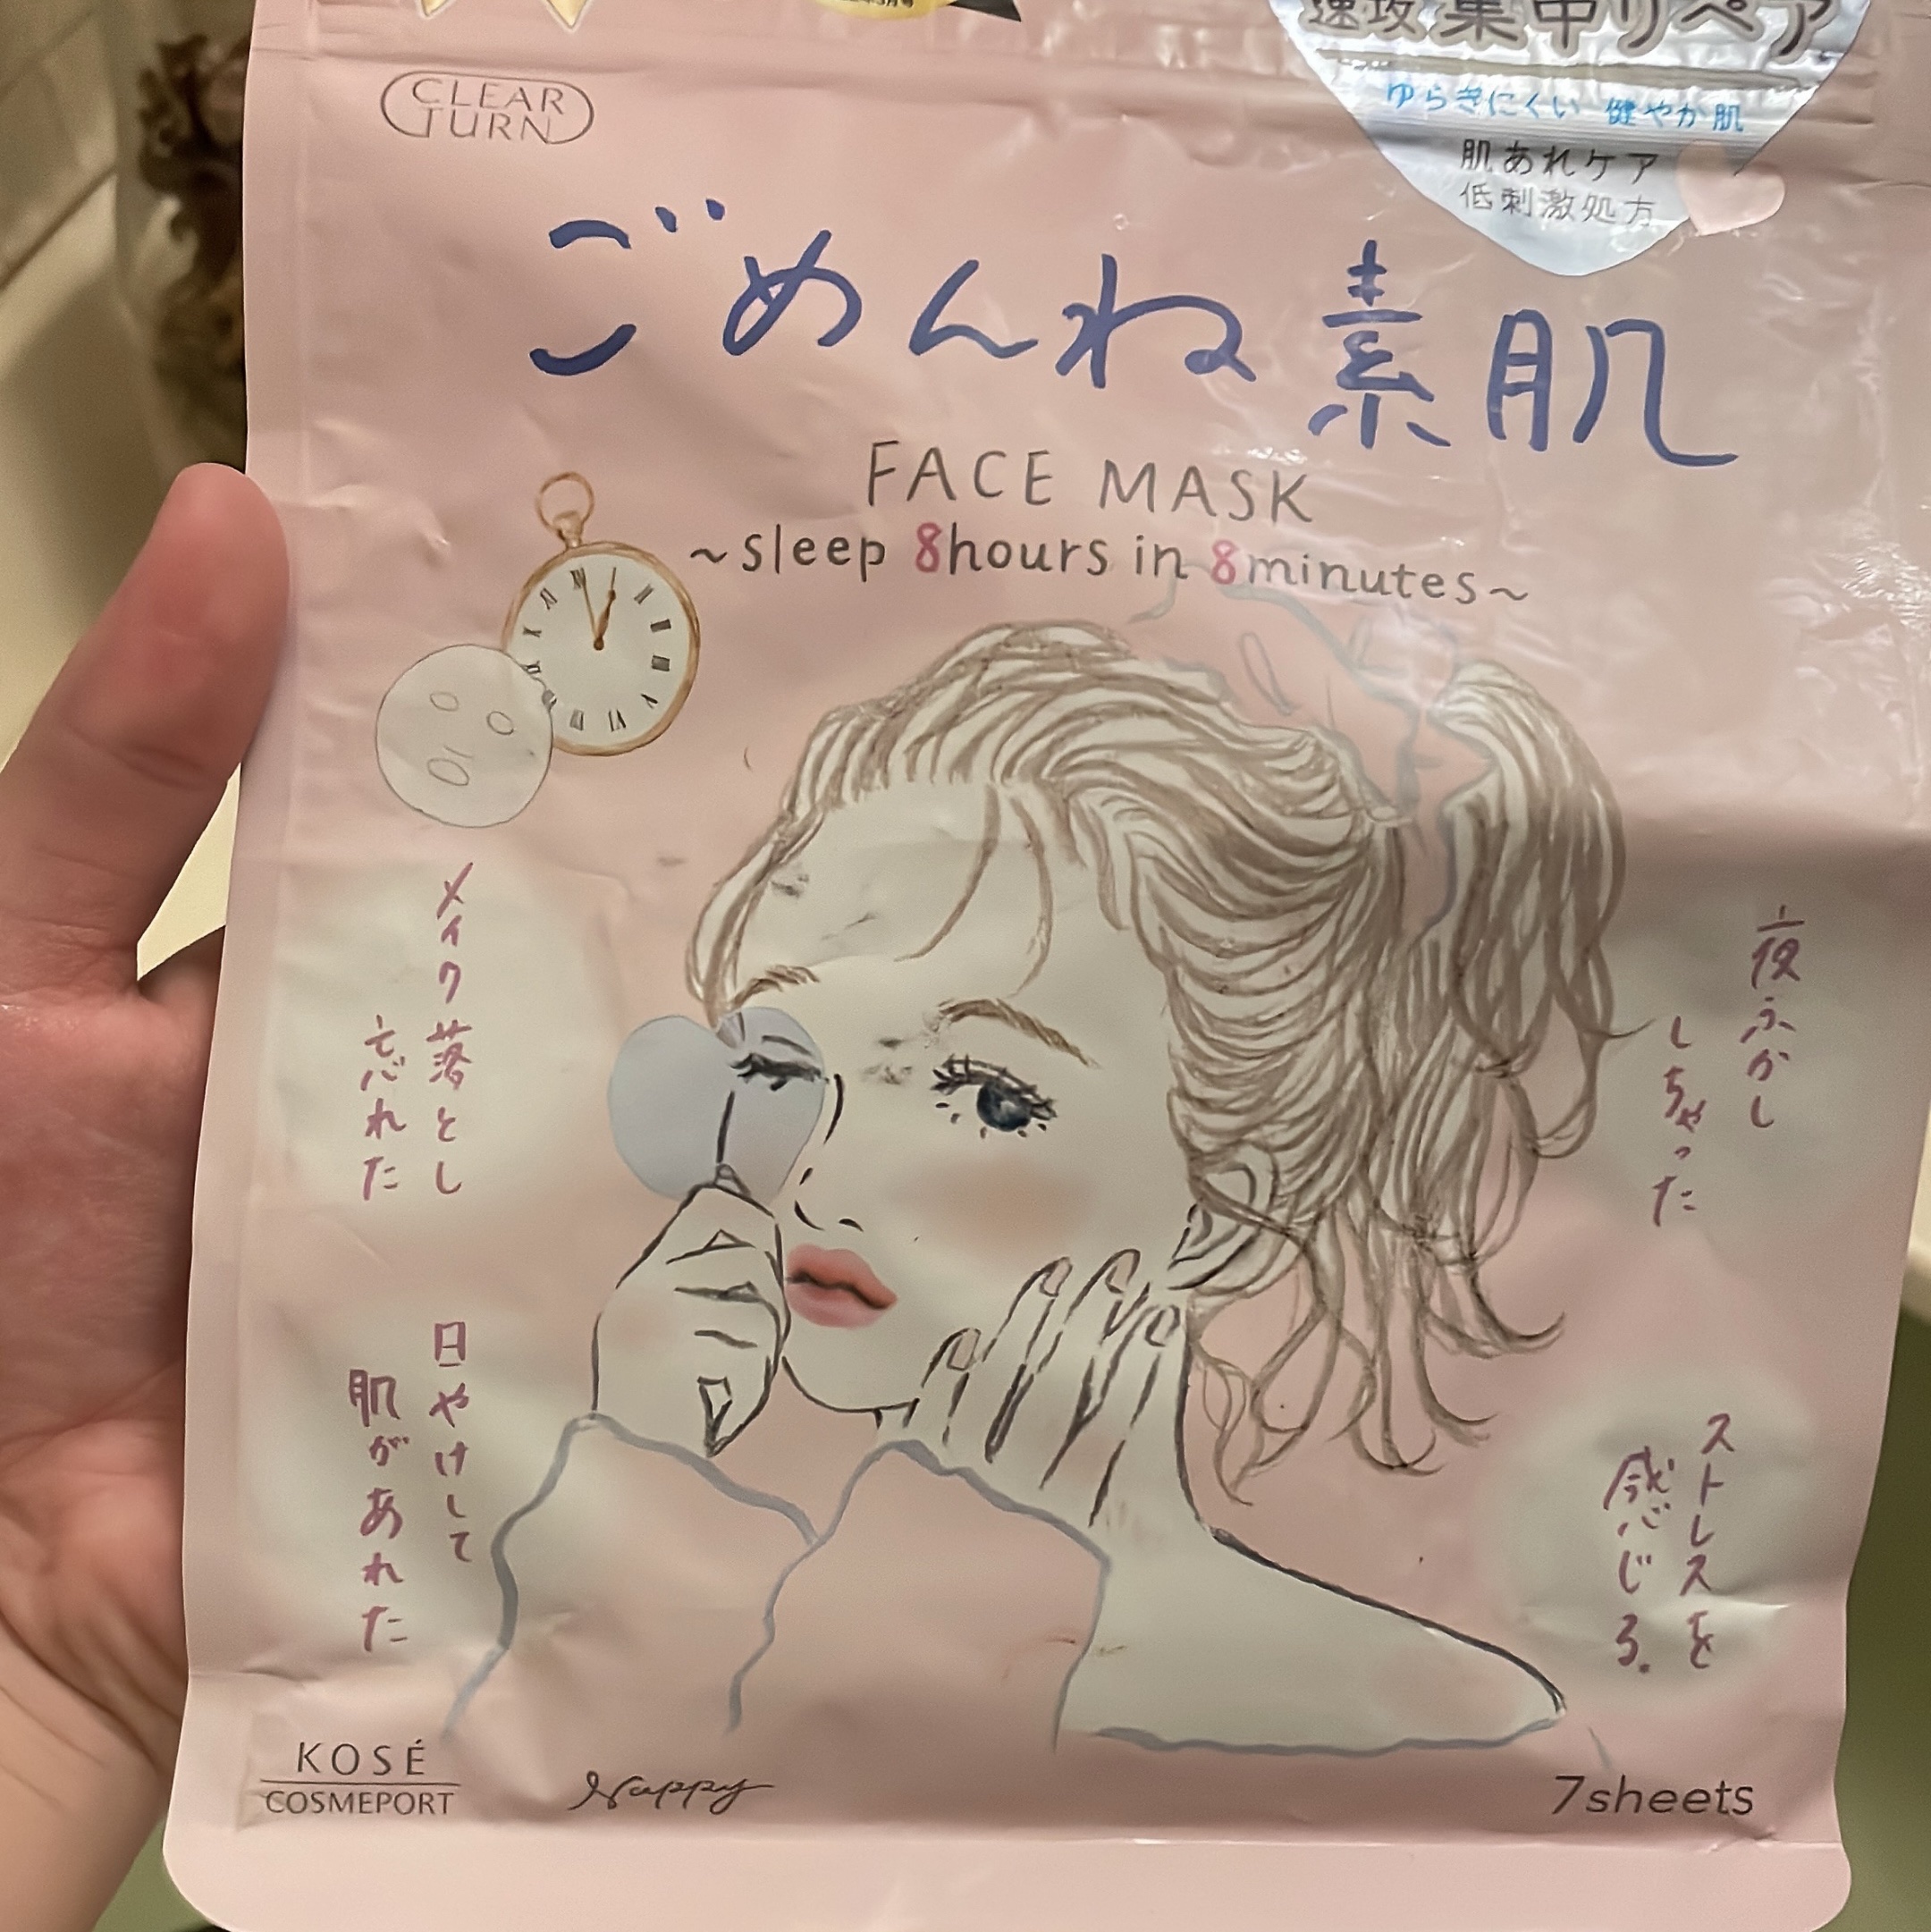 速攻集中リペア
ゆらぎにくい 健やか肌
肌あれケア
低刺激処方
CLEAR
TURN
ごめんね素肌
FACE MASK
~sleep 8hours in 8minutes~
メイク落とし
忘れた
夜ふかし
しちゃった
日やけして
肌があれた
ストレスを
感じる。
KOSÉ
COSMEPORT
Nappy
7sheets